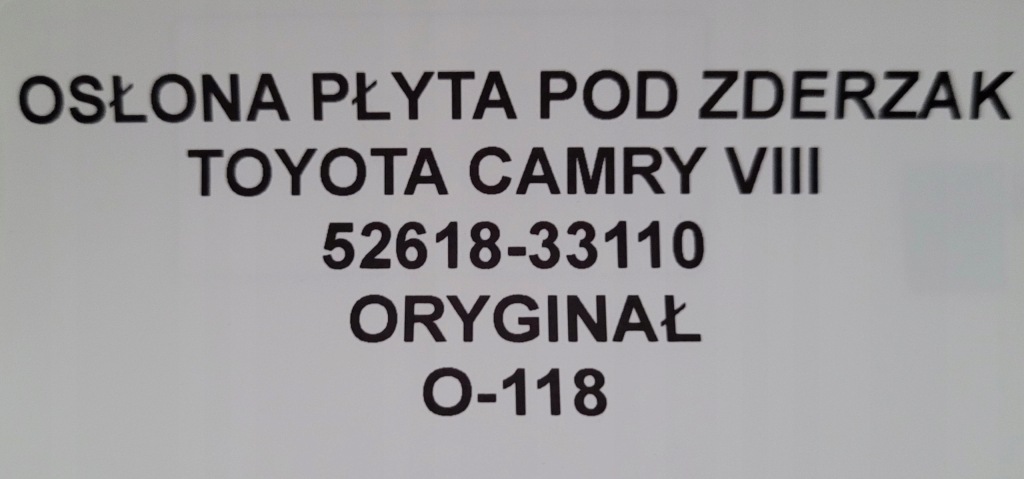 OSŁONA PŁYTA POD ZDERZAK
TOYOTA CAMRY VIII
52618-33110
ORYGINAŁ
O-118